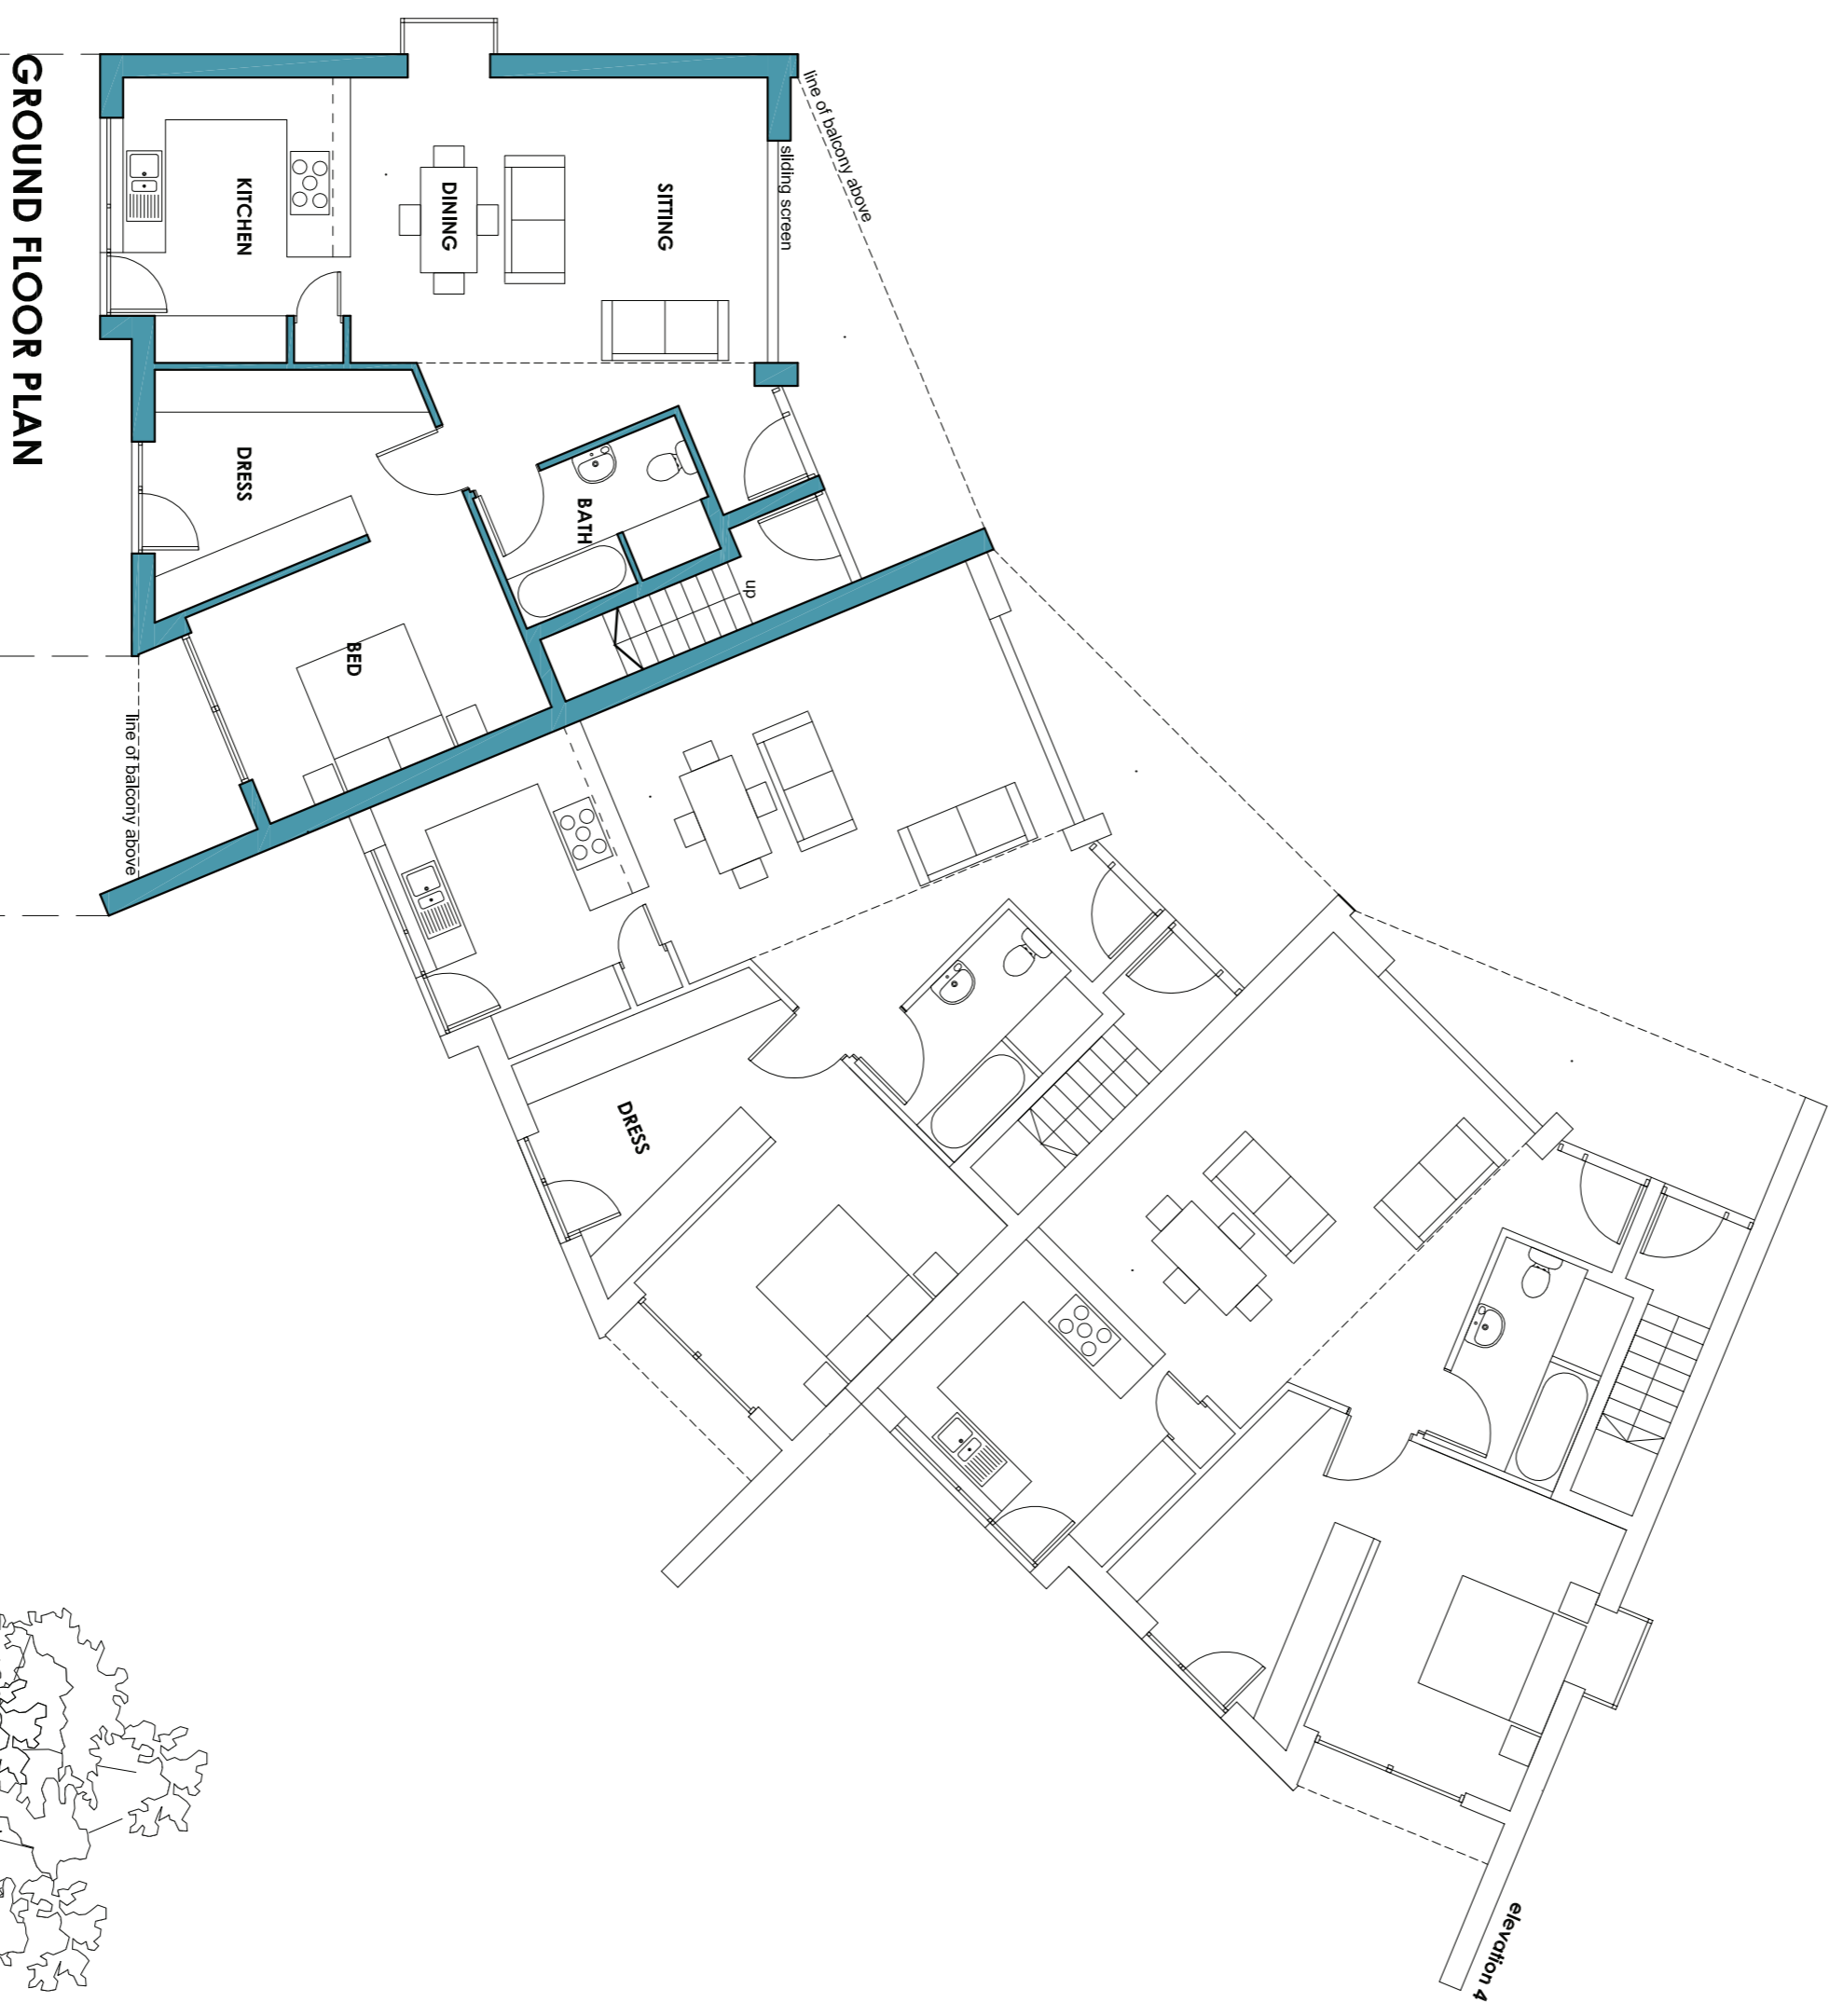 GROUND FLOOR PLAN
line of balcony above
sliding screen
SITTING
DINING
KITCHEN
DRESS
BATH
up
BED
line of balcony above
DRESS
elevation 4